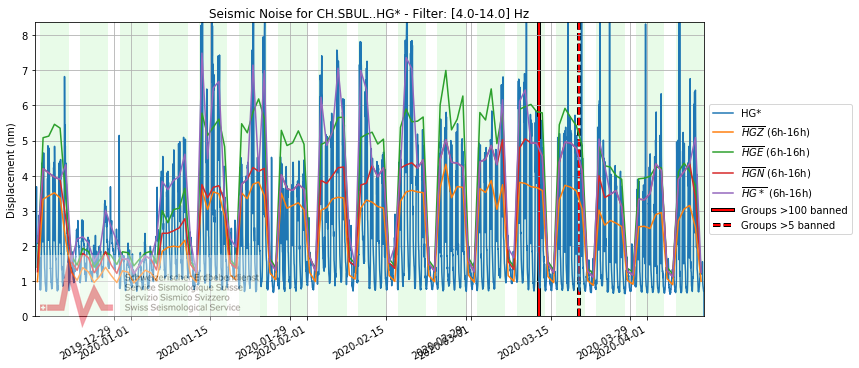 Seismic Noise for CH.SBUL..HG* - Filter: [4.0-14.0] Hz
Displacement (nm)
8
7
6
5
4
3
2
1
0
Schweizerischer Erdbebendienst
Service Sismologique Suisse
Servizio Sismico Svizzero
Swiss Seismological Service
2019-12-29
2020-01-01
2020-01-15
2020-01-29
2020-02-01
2020-02-15
2020-03-01
2020-03-15
2020-03-29
2020-04-01
HG*
HGZ (6h-16h)
HGE (6h-16h)
HGN (6h-16h)
HG* (6h-16h)
Groups >100 banned
Groups >5 banned